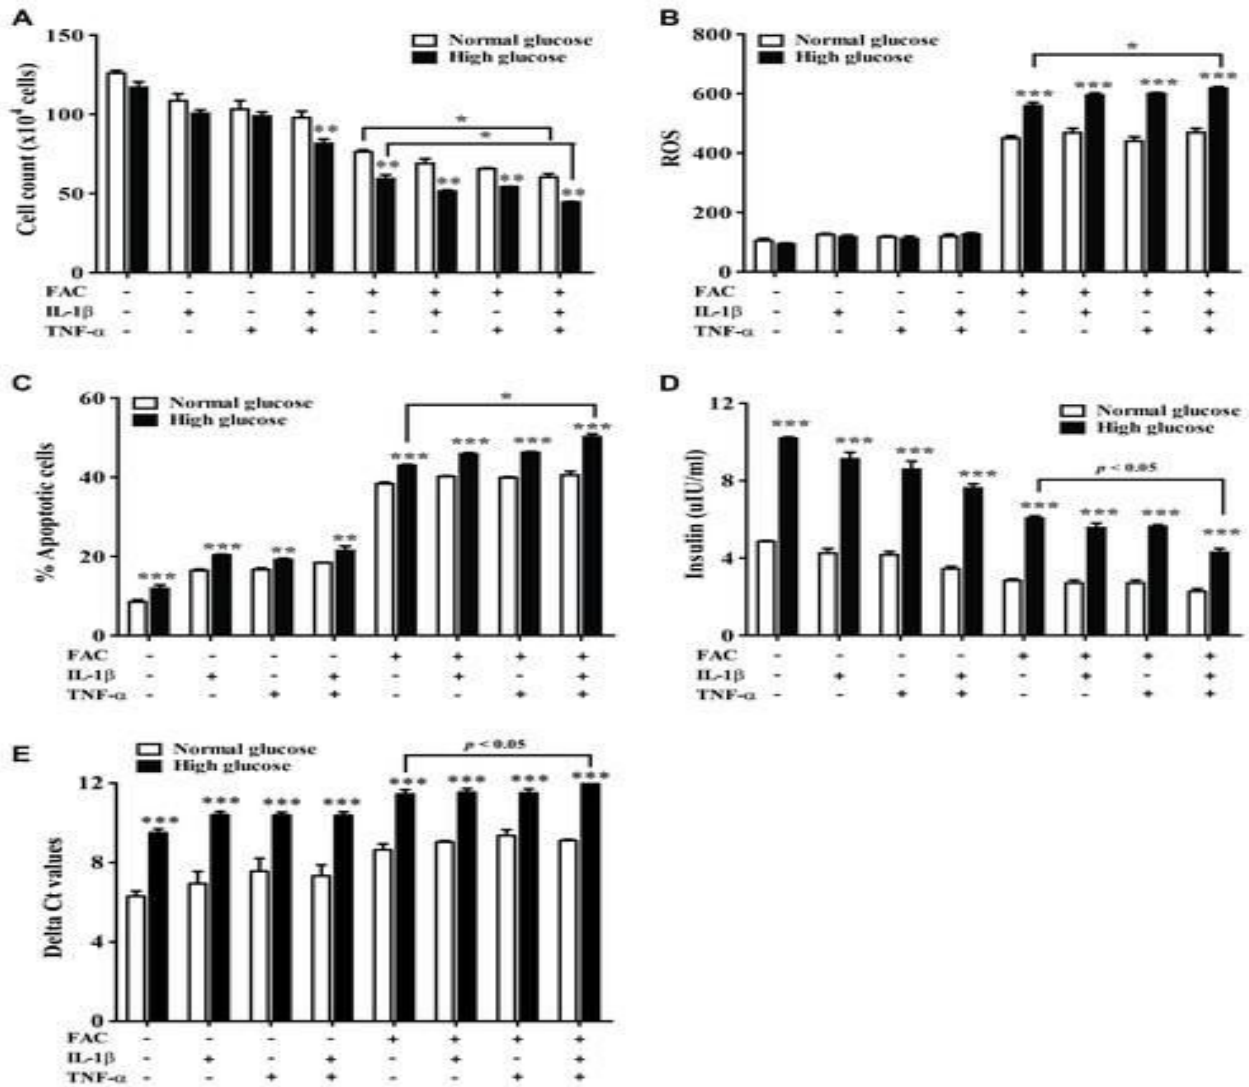 A
150
100
50
0
Cell count (x10⁴ cells)
Normal glucose
High glucose
** * * ** ** ** **
FAC - - - - + + + +
IL-1β - + - + - + - +
TNF-α - - + + - - + +
B
800
600
400
200
0
ROS
Normal glucose
High glucose
*
*** *** *** ***
FAC - - - - + + + +
IL-1β - + - + - + - +
TNF-α - - + + - - + +
C
60
40
20
0
% Apoptotic cells
Normal glucose
High glucose
*
*** *** ** ** *** *** *** ***
FAC - - - - + + + +
IL-1β - + - + - + - +
TNF-α - - + + - - + +
D
12
8
4
0
Insulin (uIU/ml)
Normal glucose
High glucose
p < 0.05
*** *** *** *** *** *** *** ***
FAC - - - - + + + +
IL-1β - + - + - + - +
TNF-α - - + + - - + +
E
12
8
4
0
Delta Ct values
Normal glucose
High glucose
p < 0.05
*** *** *** *** *** *** *** ***
FAC - - - - + + + +
IL-1β - + - + - + - +
TNF-α - - + + - - + +